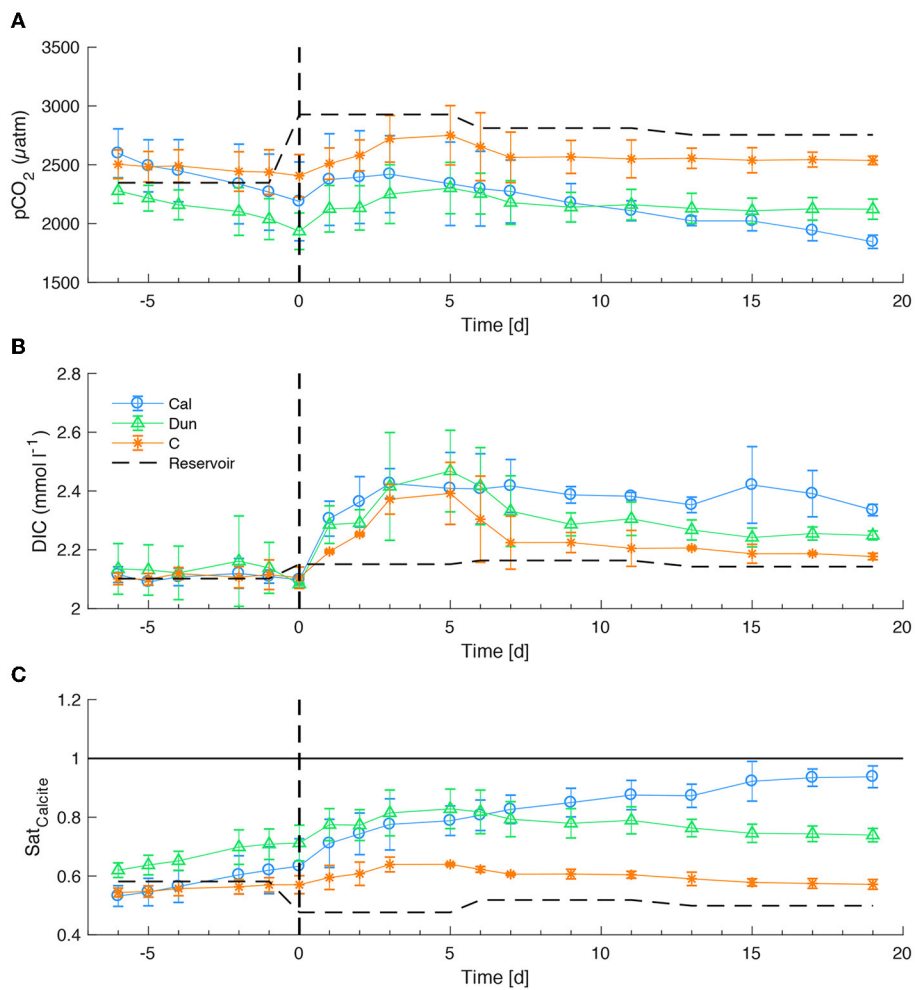 A
3500
3000
2500
2000
1500
pCO2 (µatm)
-5 0 5 10 15 20
Time [d]
B
2.8
2.6
2.4
2.2
2
DIC (mmol l-1)
Cal
Dun
C
Reservoir
-5 0 5 10 15 20
Time [d]
C
1.2
1
0.8
0.6
0.4
SatCalcite
-5 0 5 10 15 20
Time [d]